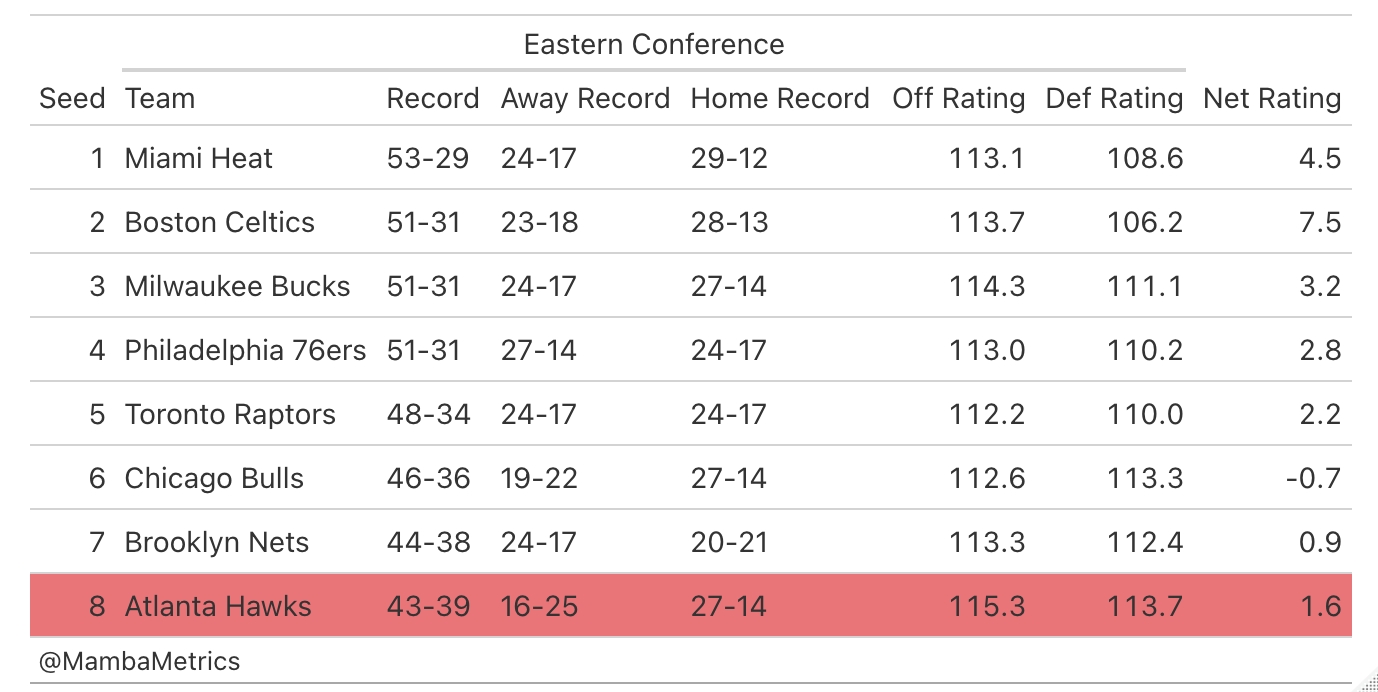 Eastern Conference
Seed Team Record Away Record Home Record Off Rating Def Rating Net Rating
1 Miami Heat 53-29 24-17 29-12 113.1 108.6 4.5
2 Boston Celtics 51-31 23-18 28-13 113.7 106.2 7.5
3 Milwaukee Bucks 51-31 24-17 27-14 114.3 111.1 3.2
4 Philadelphia 76ers 51-31 27-14 24-17 113.0 110.2 2.8
5 Toronto Raptors 48-34 24-17 24-17 112.2 110.0 2.2
6 Chicago Bulls 46-36 19-22 27-14 112.6 113.3 -0.7
7 Brooklyn Nets 44-38 24-17 20-21 113.3 112.4 0.9
8 Atlanta Hawks 43-39 16-25 27-14 115.3 113.7 1.6
@MambaMetrics